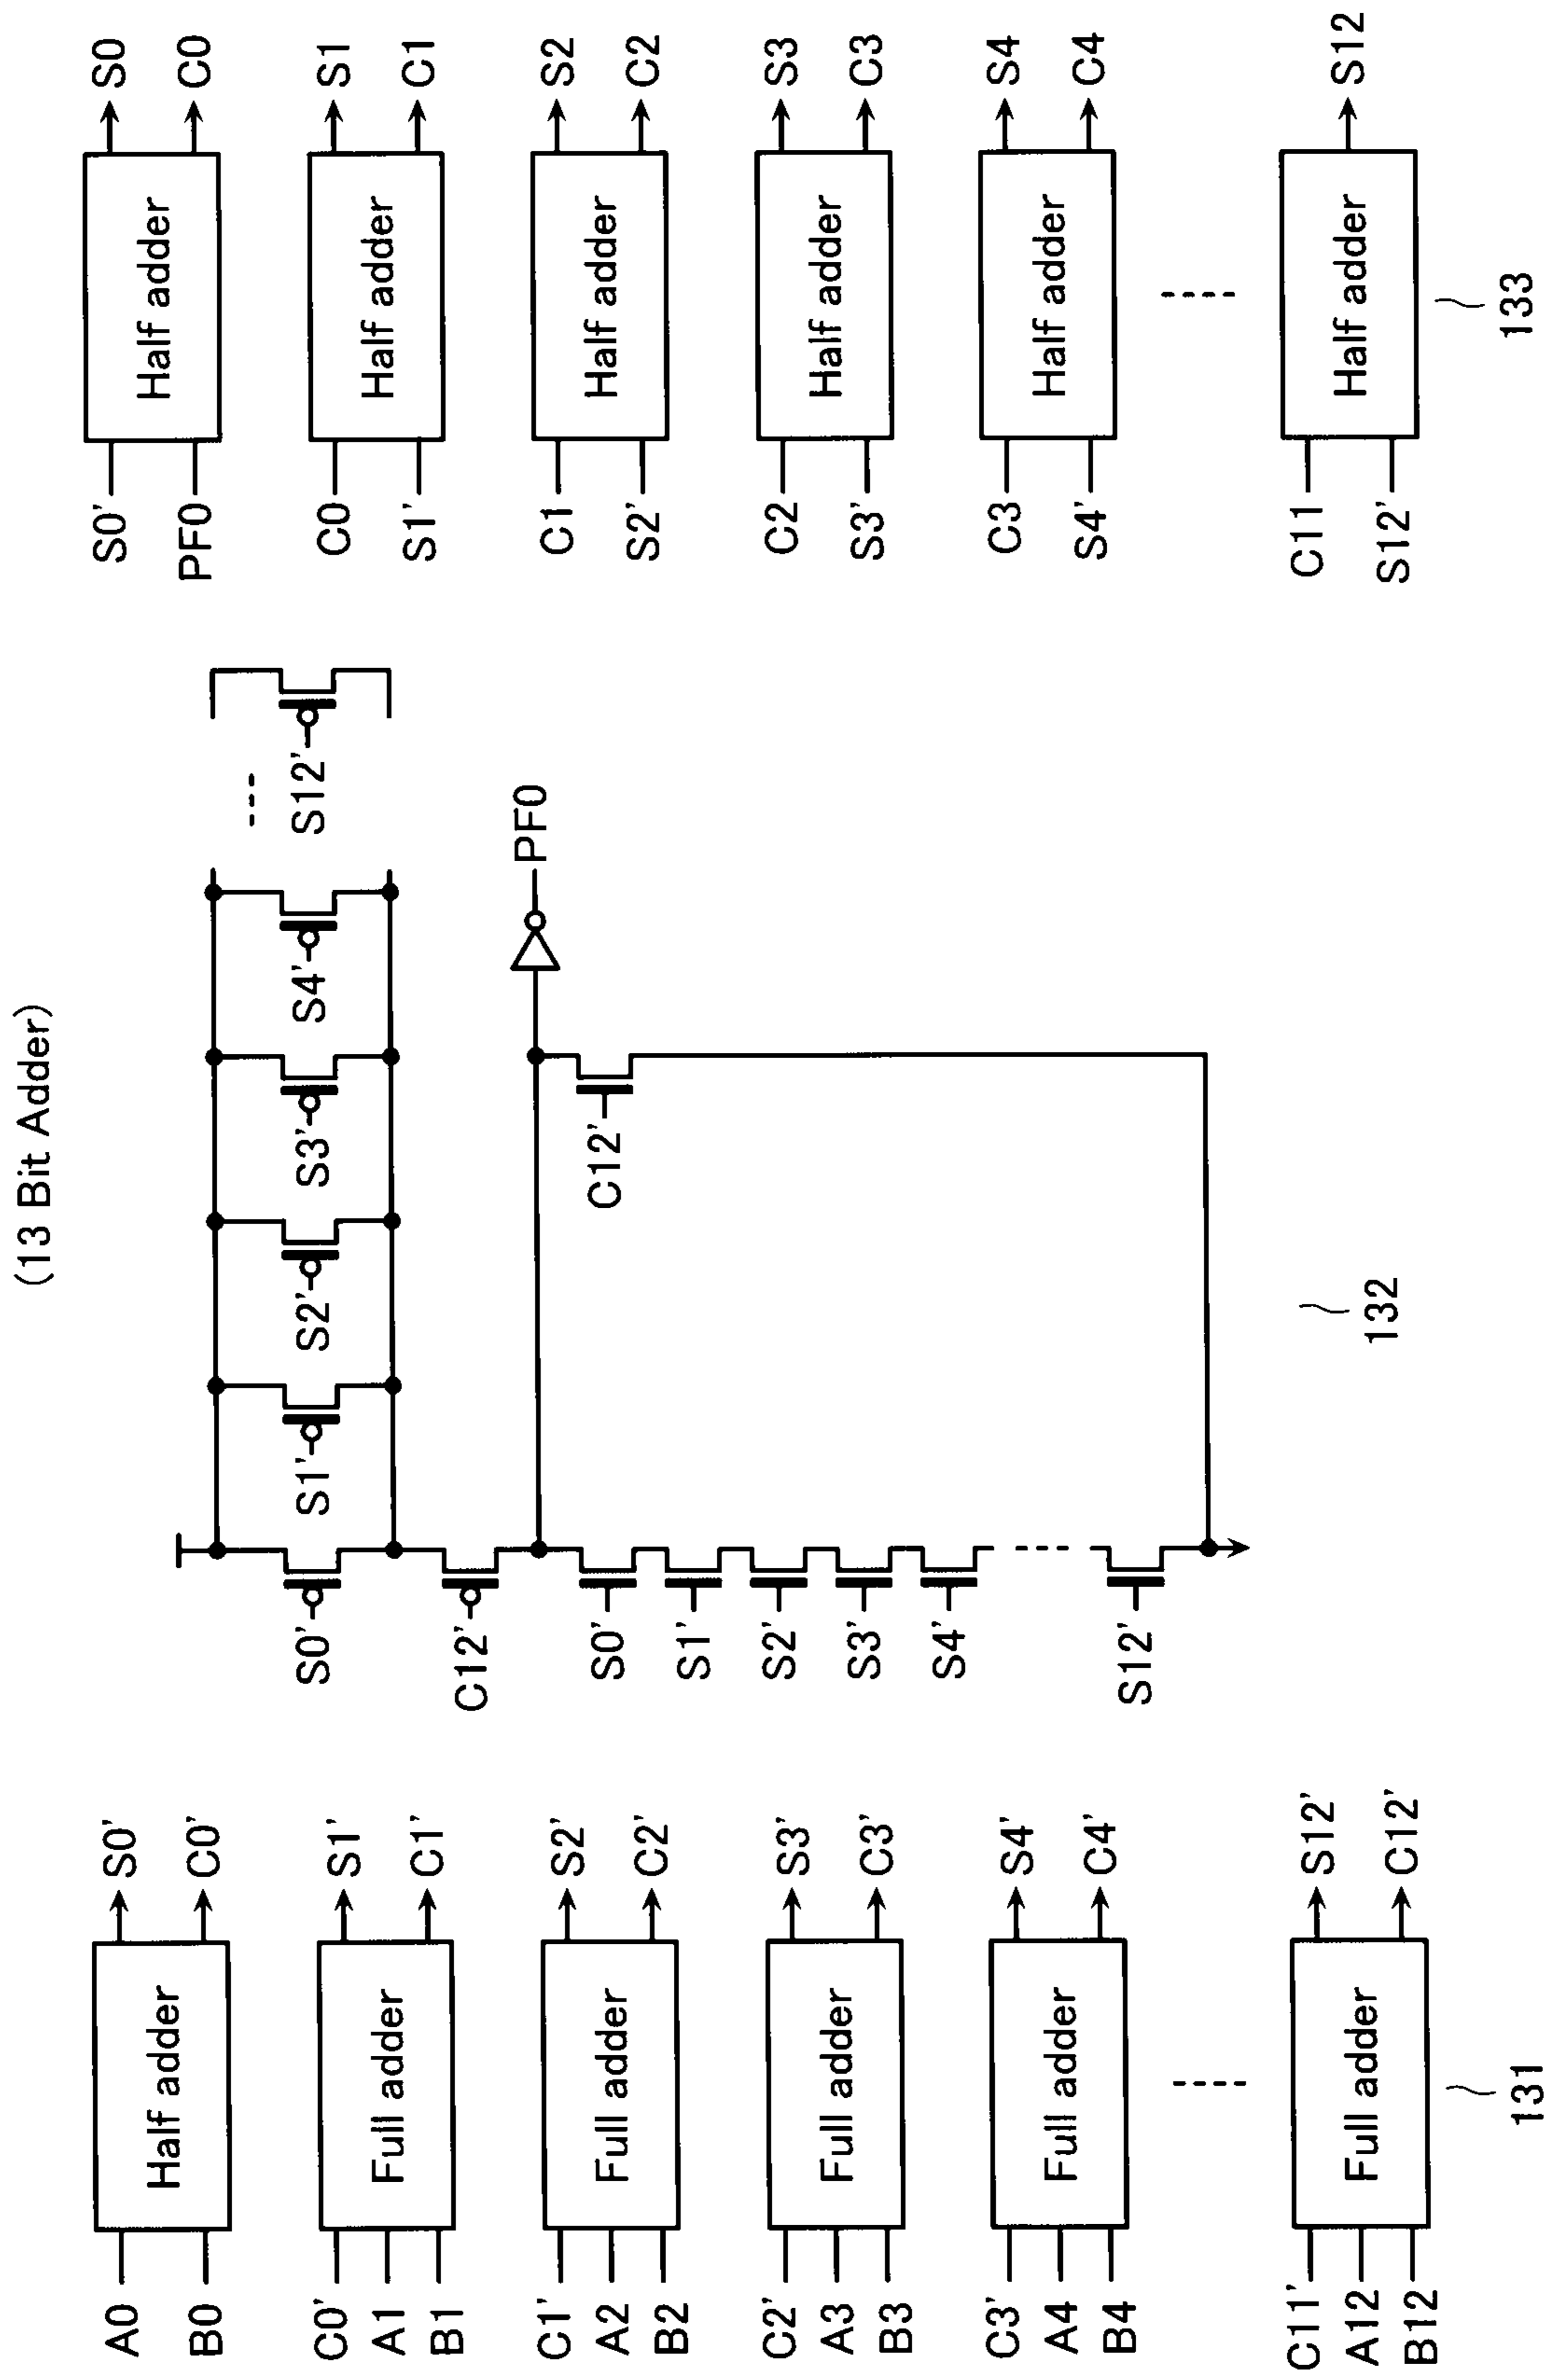 (13 Bit Adder)
A0
B0
Half adder
S0'
C0'
C0'
A1
B1
Full adder
S1'
C1'
C1'
A2
B2
Full adder
S2'
C2'
C2'
A3
B3
Full adder
S3'
C3'
C3'
A4
B4
Full adder
S4'
C4'
C11'
A12
B12
Full adder
S12'
C12'
131
S0'
S1'
S2'
S3'
S4'
S12'
C12'
S0'
S1'
S2'
S3'
S4'
S12'
C12'
PF0
132
S0'
PF0
Half adder
S0
C0
C0
S1'
Half adder
S1
C1
C1
S2'
Half adder
S2
C2
C2
S3'
Half adder
S3
C3
C3
S4'
Half adder
S4
C4
C11
S12'
Half adder
S12
133